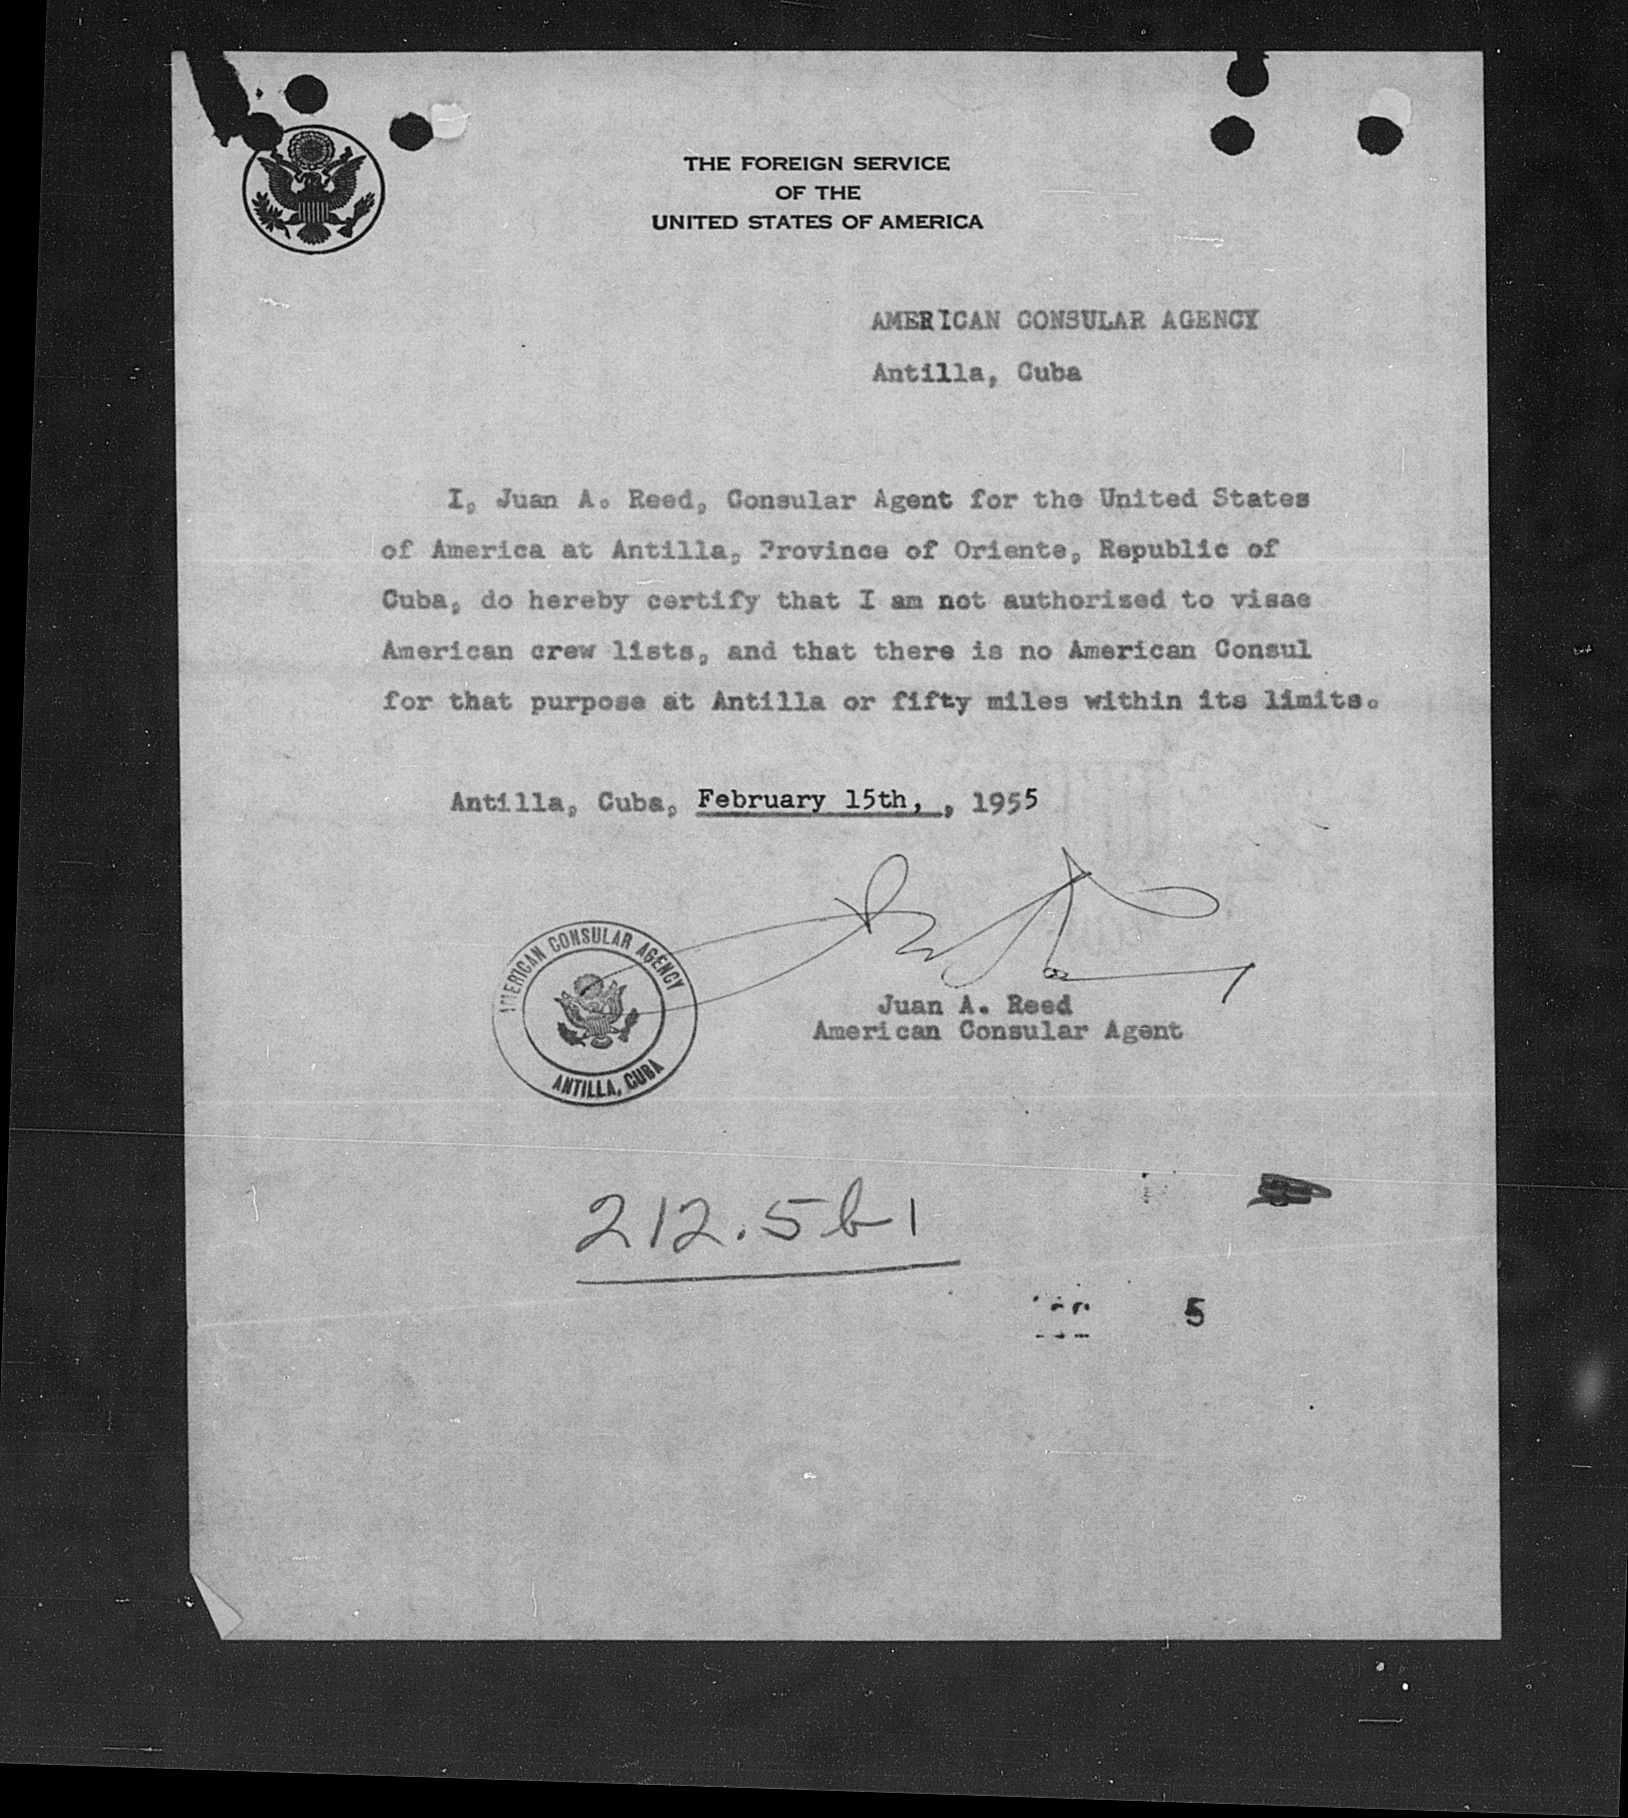 THE FOREIGN SERVICE
OF THE
UNITED STATES OF AMERICA
AMERICAN CONSULAR AGENCY
Antilla, Cuba
I, Juan A. Reed, Consular Agent for the United States
of America at Antilla, Province of Oriente, Republic of
Cuba, do hereby certify that I am not authorised to visae
American crew lists, and that there is no American Consul
for that purpose at Antilla or fifty miles within its limits.
Antilla, Cuba, February 15th, , 1955
AMERICAN CONSULAR AGENCY
ANTILLA, CUBA
Juan A. Reed
American Consular Agent
212.5b1
5